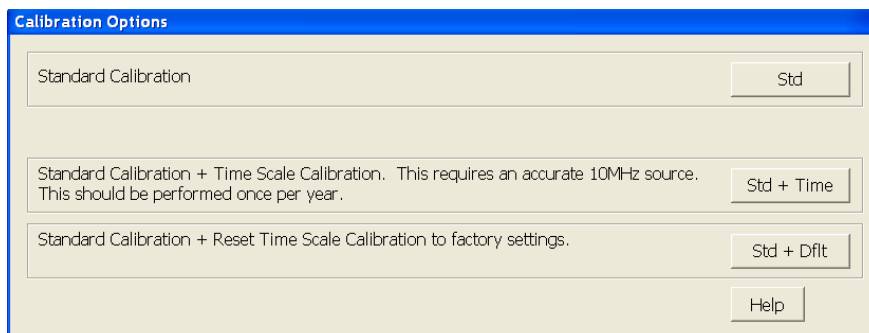 Calibration Options
Standard Calibration
Std
Standard Calibration + Time Scale Calibration.  This requires an accurate 10MHz source.
This should be performed once per year.
Std + Time
Standard Calibration + Reset Time Scale Calibration to factory settings.
Std + Dflt
Help